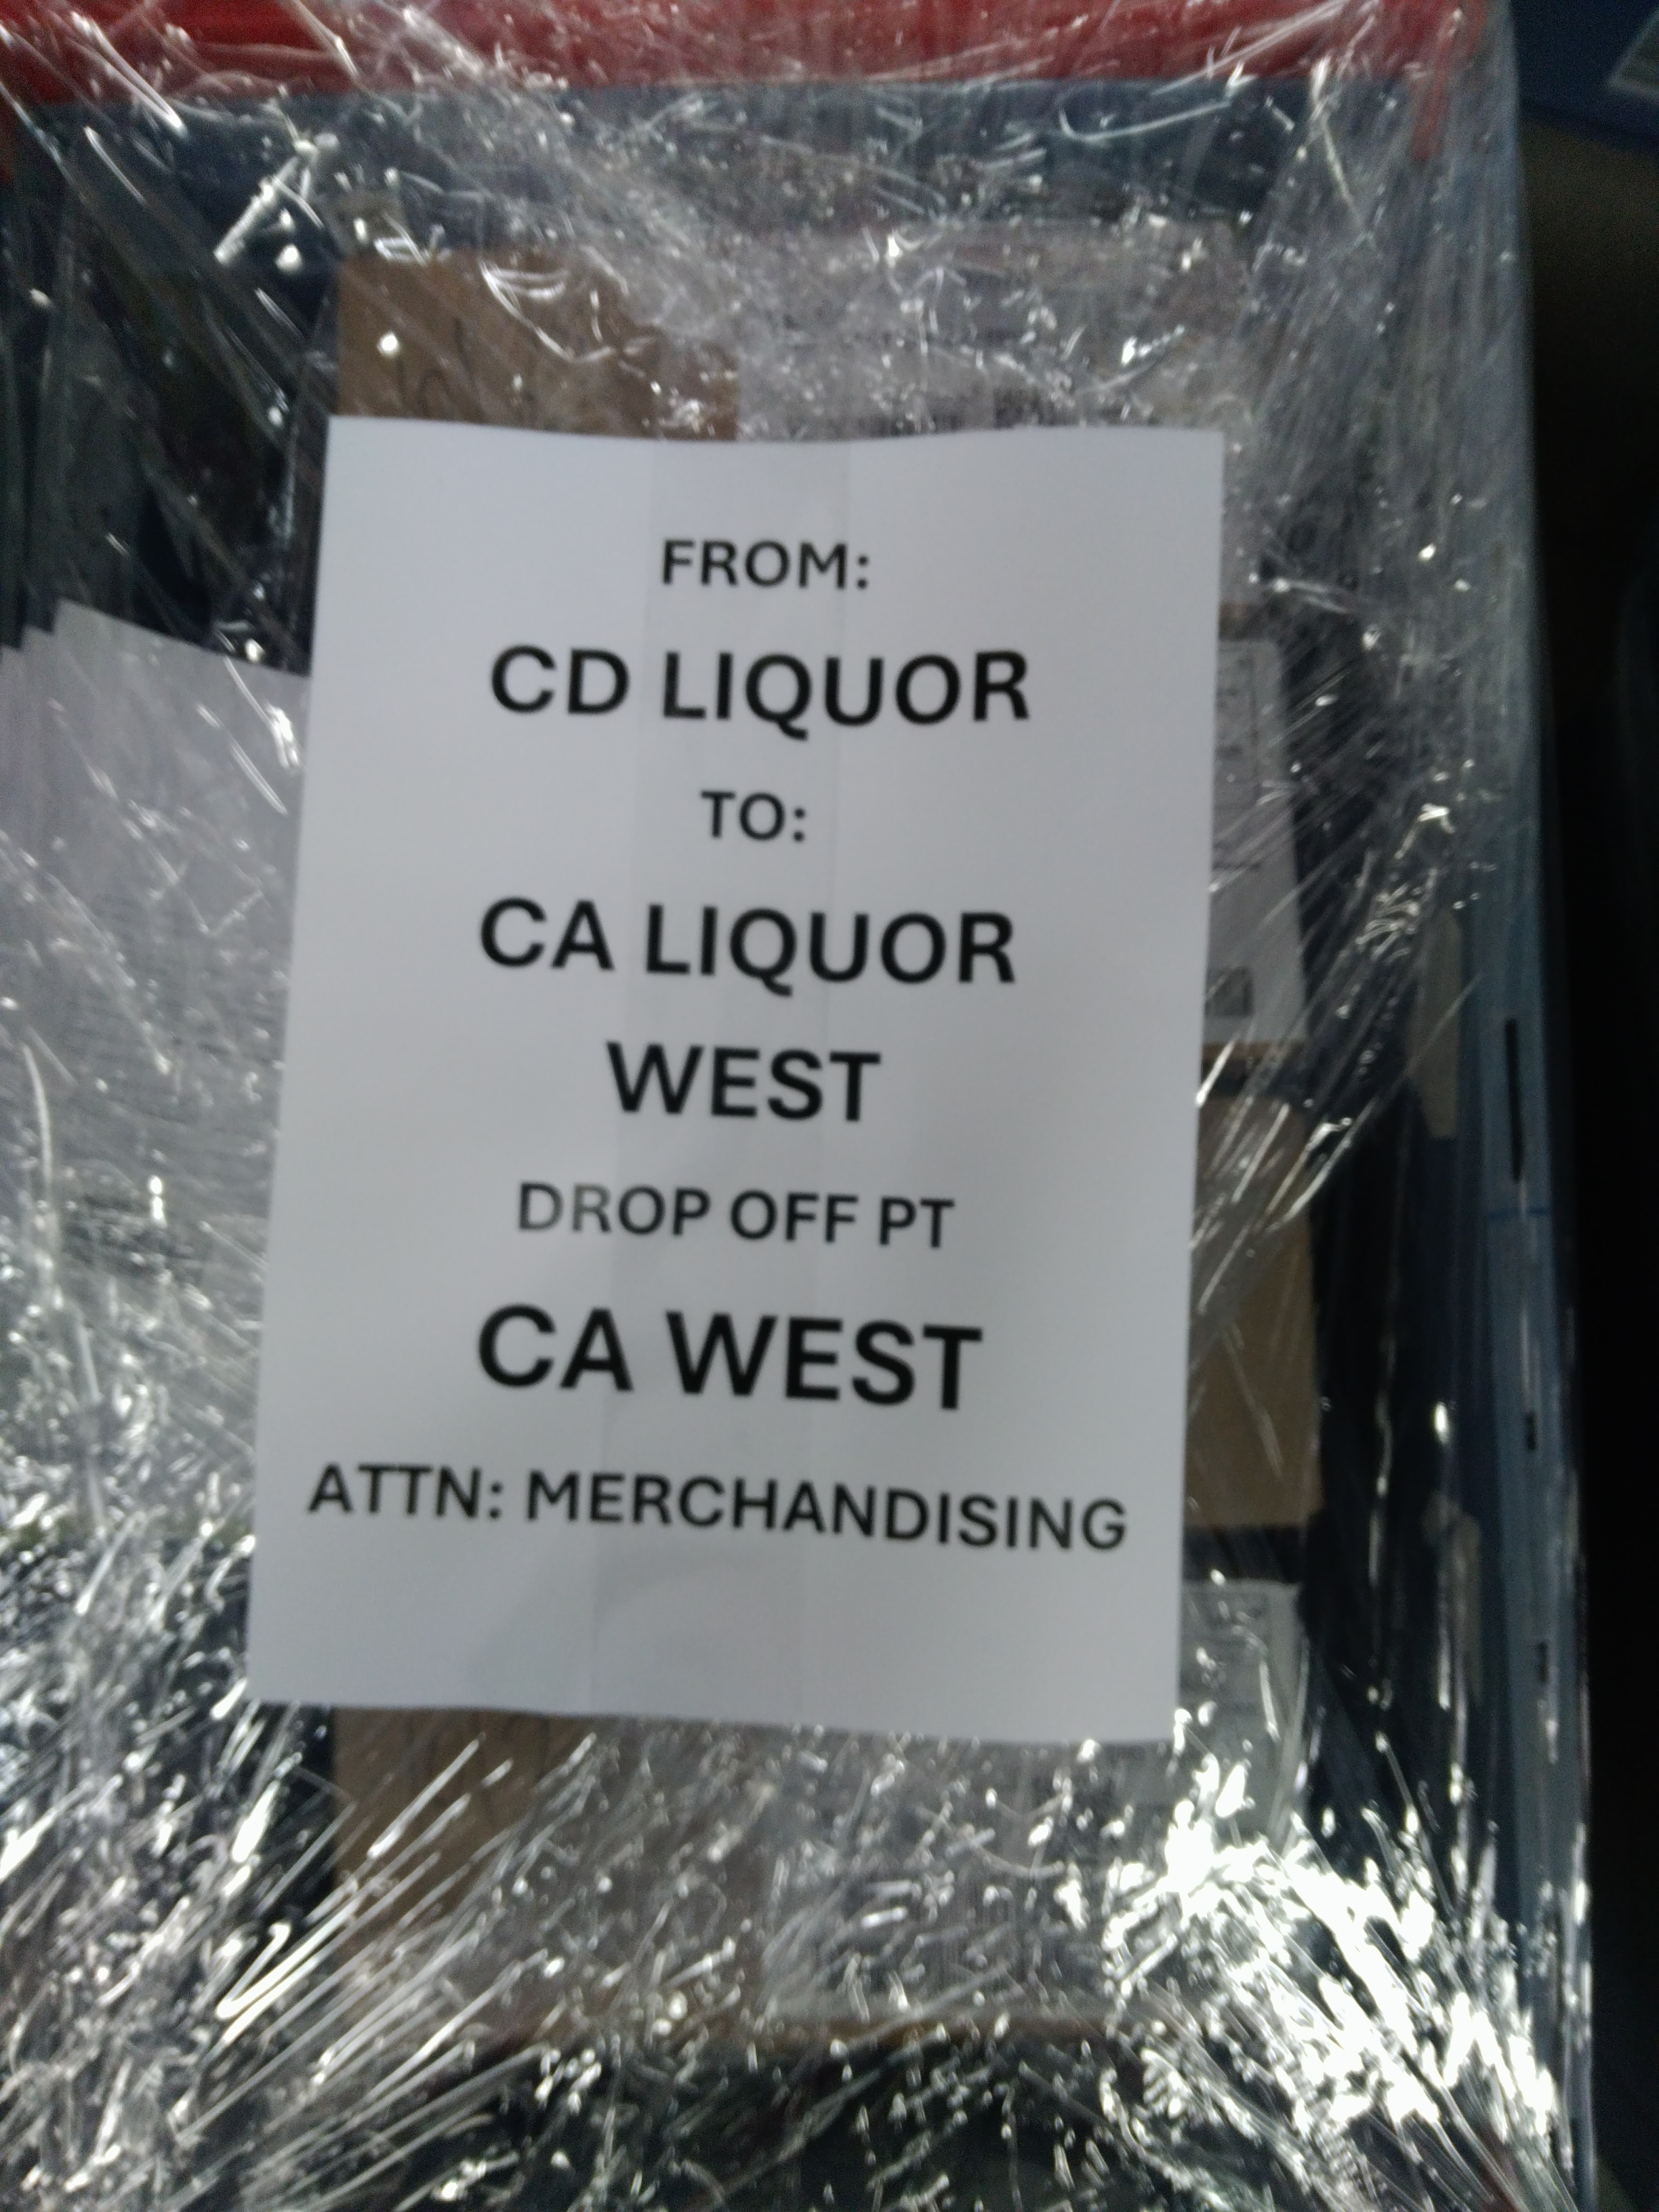 FROM:
CD LIQUOR
TO:
CA LIQUOR
WEST
DROP OFF PT
CA WEST
ATTN: MERCHANDISING